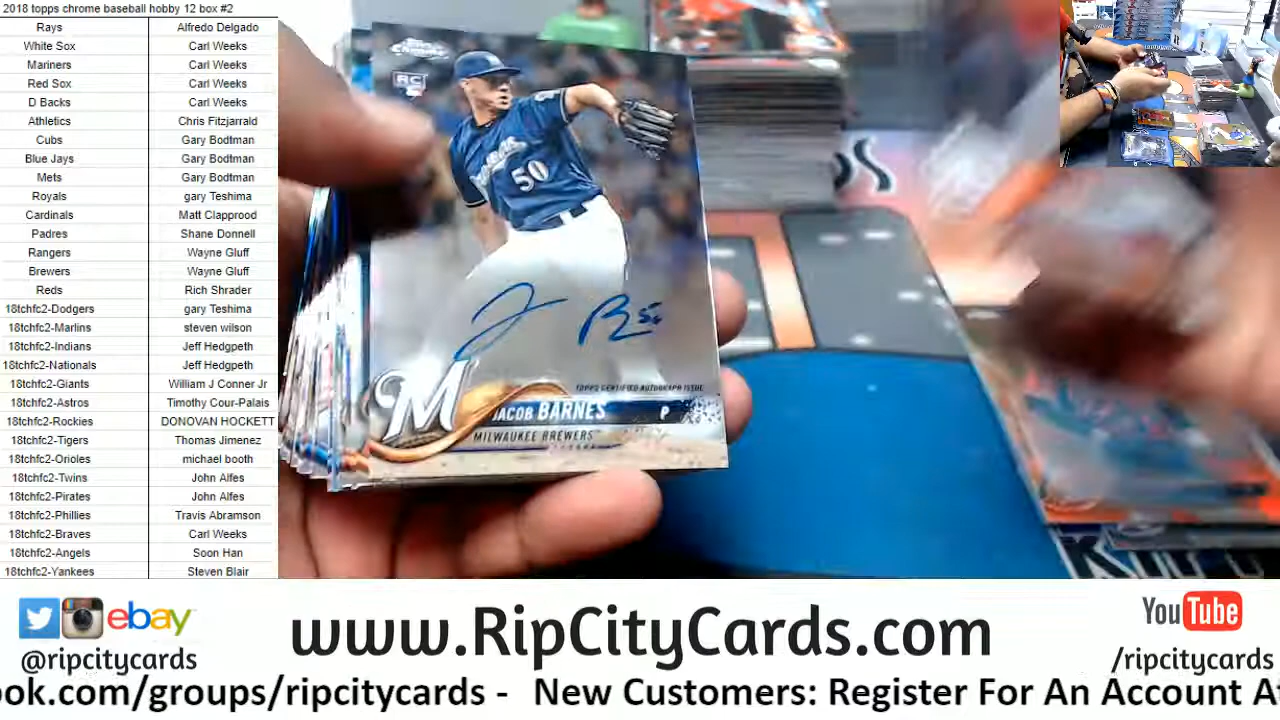 2018 topps chrome baseball hobby 12 box #2
Rays Alfredo Delgado
White Sox Carl Weeks
Mariners Carl Weeks
Red Sox Carl Weeks
D Backs Carl Weeks
Athletics Chris Fitzjarrald
Cubs Gary Bodtman
Blue Jays Gary Bodtman
Mets Gary Bodtman
Royals gary Teshima
Cardinals Matt Clapprood
Padres Shane Donnell
Rangers Wayne Gluff
Brewers Wayne Gluff
Reds Rich Shrader
18tchfc2-Dodgers gary Teshima
18tchfc2-Marlins steven wilson
18tchfc2-Indians Jeff Hedgpeth
18tchfc2-Nationals Jeff Hedgpeth
18tchfc2-Giants William J Conner Jr
18tchfc2-Astros Timothy Cour-Palais
18tchfc2-Rockies DONOVAN HOCKETT
18tchfc2-Tigers Thomas Jimenez
18tchfc2-Orioles michael booth
18tchfc2-Twins John Alfes
18tchfc2-Pirates John Alfes
18tchfc2-Phillies Travis Abramson
18tchfc2-Braves Carl Weeks
18tchfc2-Angels Soon Han
18tchfc2-Yankees Steven Blair
RC
50
TOPPS CERTIFIED AUTOGRAPH ISSUE
M
JACOB BARNES P
MILWAUKEE BREWERS™
ebay
@ripcitycards
www.RipCityCards.com
YouTube
/ripcitycards
ook.com/groups/ripcitycards - New Customers: Register For An Account A